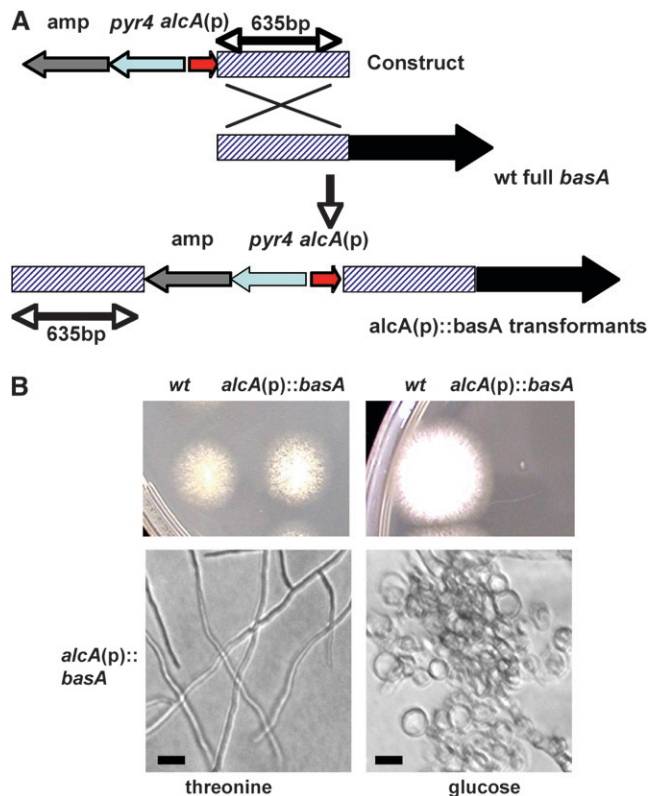 A
amp pyr4 alcA(p) 635bp
Construct
wt full basA
amp pyr4 alcA(p)
635bp
alcA(p)::basA transformants
B
wt alcA(p)::basA wt alcA(p)::basA
alcA(p)::
basA
threonine glucose